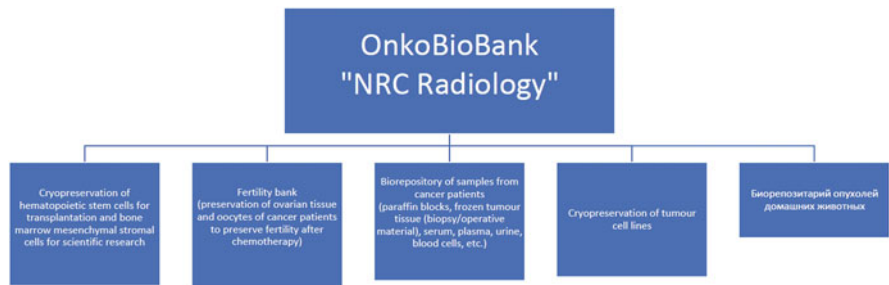 OnkoBioBank
"NRC Radiology"
Cryopreservation of
hematopoietic stem cells for
transplantation and bone
marrow mesenchymal stromal
cells for scientific research
Fertility bank
(preservation of ovarian tissue
and oocytes of cancer patients
to preserve fertility after
chemotherapy)
Biorepository of samples from
cancer patients
(paraffin blocks, frozen tumour
tissue (biopsy/operative
material), serum, plasma, urine,
blood cells, etc.)
Cryopreservation of tumour
cell lines
Биорепозитарий опухолей
домашних животных